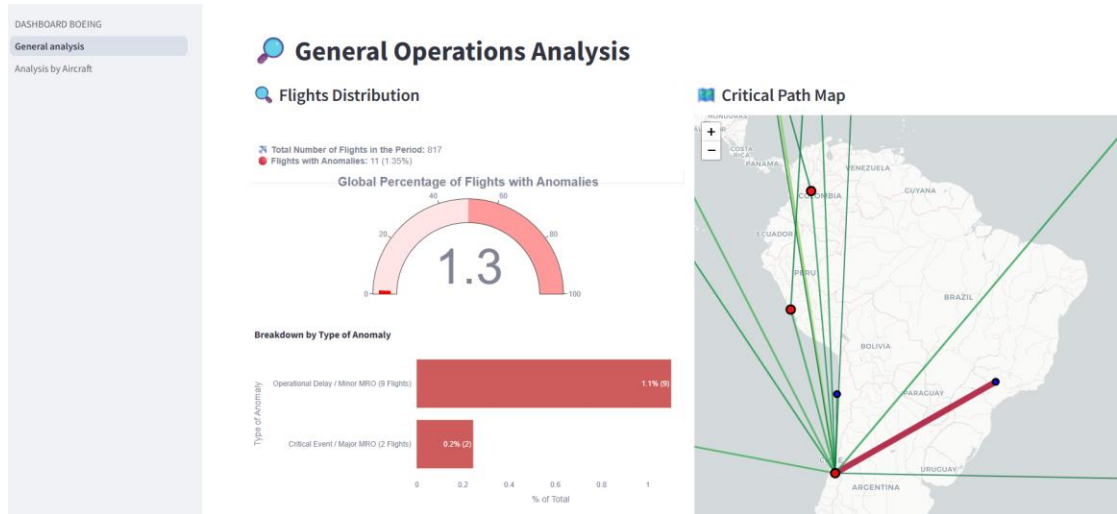 DASHBOARD BOEING
General analysis
Analysis by Aircraft
General Operations Analysis
Flights Distribution
Total Number of Flights in the Period: 817
Flights with Anomalies: 11 (1.35%)
Global Percentage of Flights with Anomalies
0
20
40
60
80
100
1.3
Breakdown by Type of Anomaly
Type of Anomaly
Operational Delay / Minor MRO (9 Flights)
1.1% (9)
Critical Event / Major MRO (2 Flights)
0.2% (2)
0 0.2 0.4 0.6 0.8 1
% of Total
Critical Path Map
+
−
HONDURAS
COSTA
RICA
PANAMA
VENEZUELA
GUYANA
COLOMBIA
ECUADOR
PERU
BRAZIL
BOLIVIA
PARAGUAY
URUGUAY
ARGENTINA